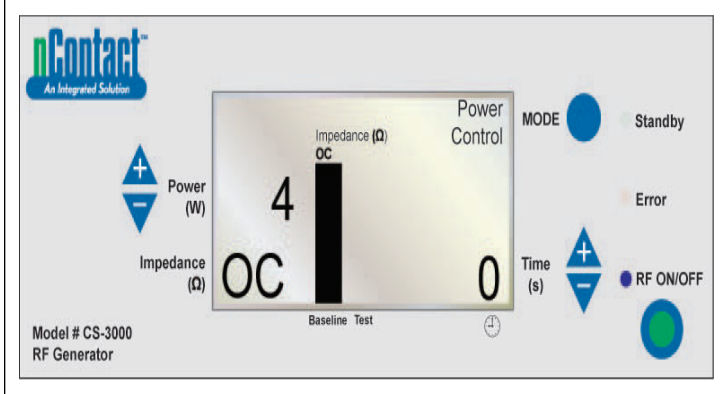 nContact™
An Integrated Solution
Power
Control
MODE
Standby
Impedance (Ω)
OC
+
Power
(W)
−
4
Error
Impedance
(Ω)
OC
0
Time
(s)
+
−
RF ON/OFF
Baseline Test
Model # CS-3000
RF Generator